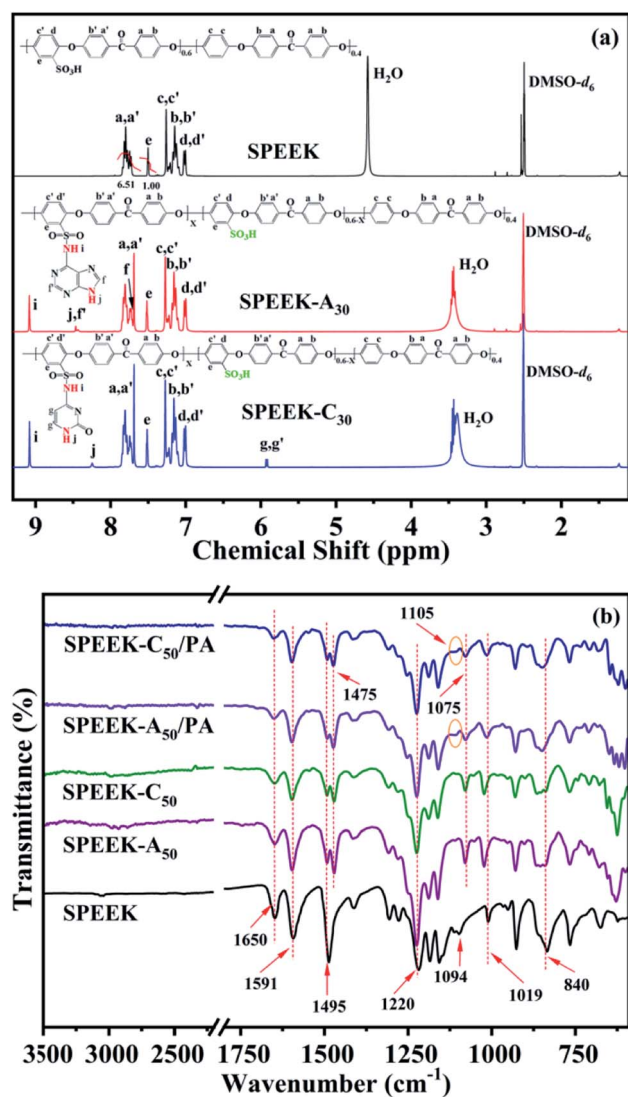 (a)
c' d b' a' O a b c c b a O a b
O O C O O O C O
e SO3H 0.6 0.4
H2O
DMSO-d6
a,a' e c,c' b,b' d,d'
SPEEK
6.51 1.00
c' d' b' a' O a b c' d b' a' O a b c c b a O a b
O O C O X O O C O 0.6-X O O C O 0.4
e O S O e SO3H
NH i
N N f
f' N N H j
a,a' f e c,c' b,b' d,d'
H2O
DMSO-d6
i j,f'
SPEEK-A30
c' d' b' a' O a b c' d b' a' O a b c c b a O a b
O O C O X O O C O 0.6-X O O C O 0.4
e O S O e SO3H
NH i
g' N
g N H j O
a,a' e c,c' b,b' d,d'
H2O
DMSO-d6
SPEEK-C30
i j g,g'
9 8 7 6 5 4 3 2
Chemical Shift (ppm)
(b)
SPEEK-C50/PA
1105
1475
1075
SPEEK-A50/PA
SPEEK-C50
SPEEK-A50
SPEEK
1650
1591
1495
1220
1094
1019
840
Transmittance (%)
3500 3000 2500 1750 1500 1250 1000 750
Wavenumber (cm-1)